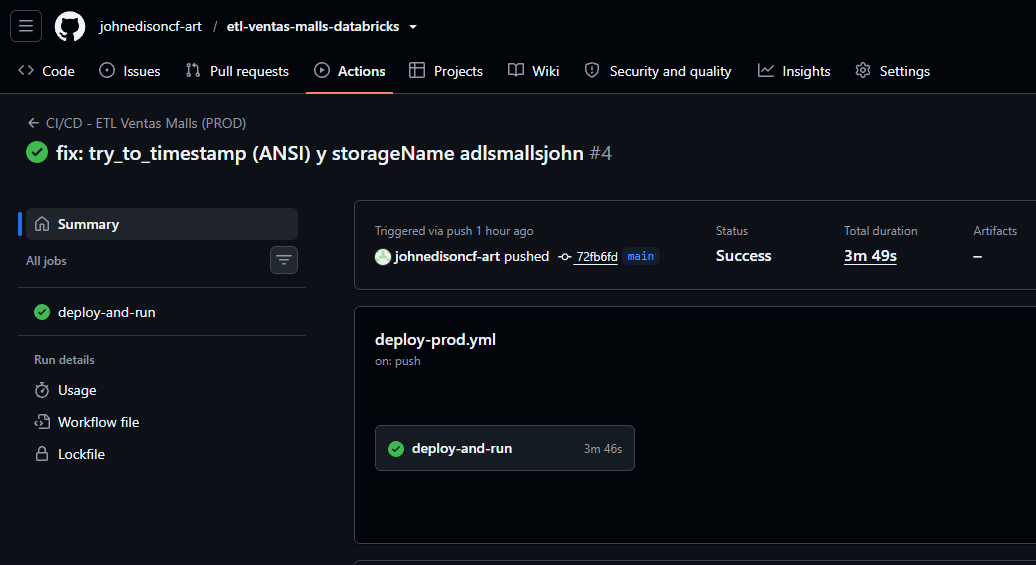 johnedisoncf-art / etl-ventas-malls-databricks
Code Issues Pull requests Actions Projects Wiki Security and quality Insights Settings
CI/CD - ETL Ventas Malls (PROD)
fix: try_to_timestamp (ANSI) y storageName adlsmallsjohn #4
Summary
All jobs
deploy-and-run
Run details
Usage
Workflow file
Lockfile
Triggered via push 1 hour ago
johnedisoncf-art pushed 72fb6fd main
Status
Success
Total duration
3m 49s
Artifacts
–
deploy-prod.yml
on: push
deploy-and-run 3m 46s